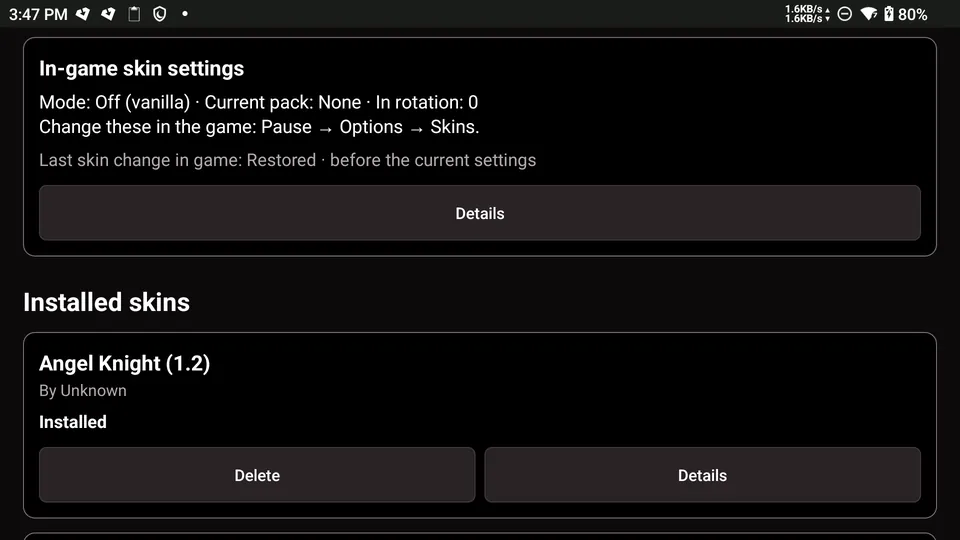 3:47 PM
1.6KB/s
1.6KB/s
80%
In-game skin settings
Mode: Off (vanilla) · Current pack: None · In rotation: 0
Change these in the game: Pause → Options → Skins.
Last skin change in game: Restored · before the current settings
Details
Installed skins
Angel Knight (1.2)
By Unknown
Installed
Delete
Details